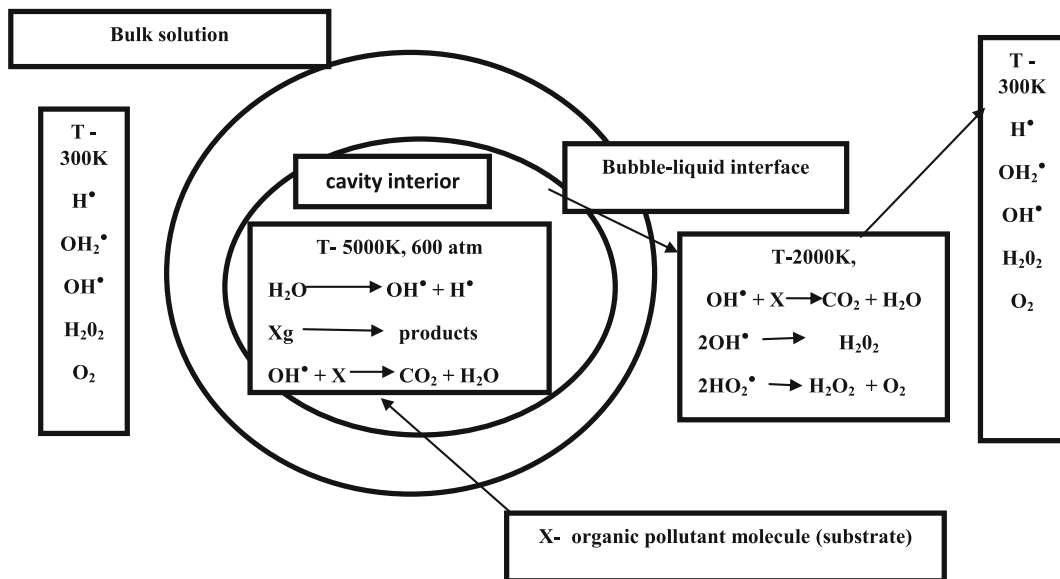 Bulk solution
T -
300K
H•
OH₂•
OH•
H₂0₂
O₂
cavity interior
T- 5000K, 600 atm
H₂O → OH• + H•
Xg → products
OH• + X → CO₂ + H₂O
Bubble-liquid interface
T-2000K,
OH• + X → CO₂ + H₂O
2OH• → H₂0₂
2HO₂• → H₂O₂ + O₂
T -
300K
H•
OH₂•
OH•
H₂0₂
O₂
X- organic pollutant molecule (substrate)